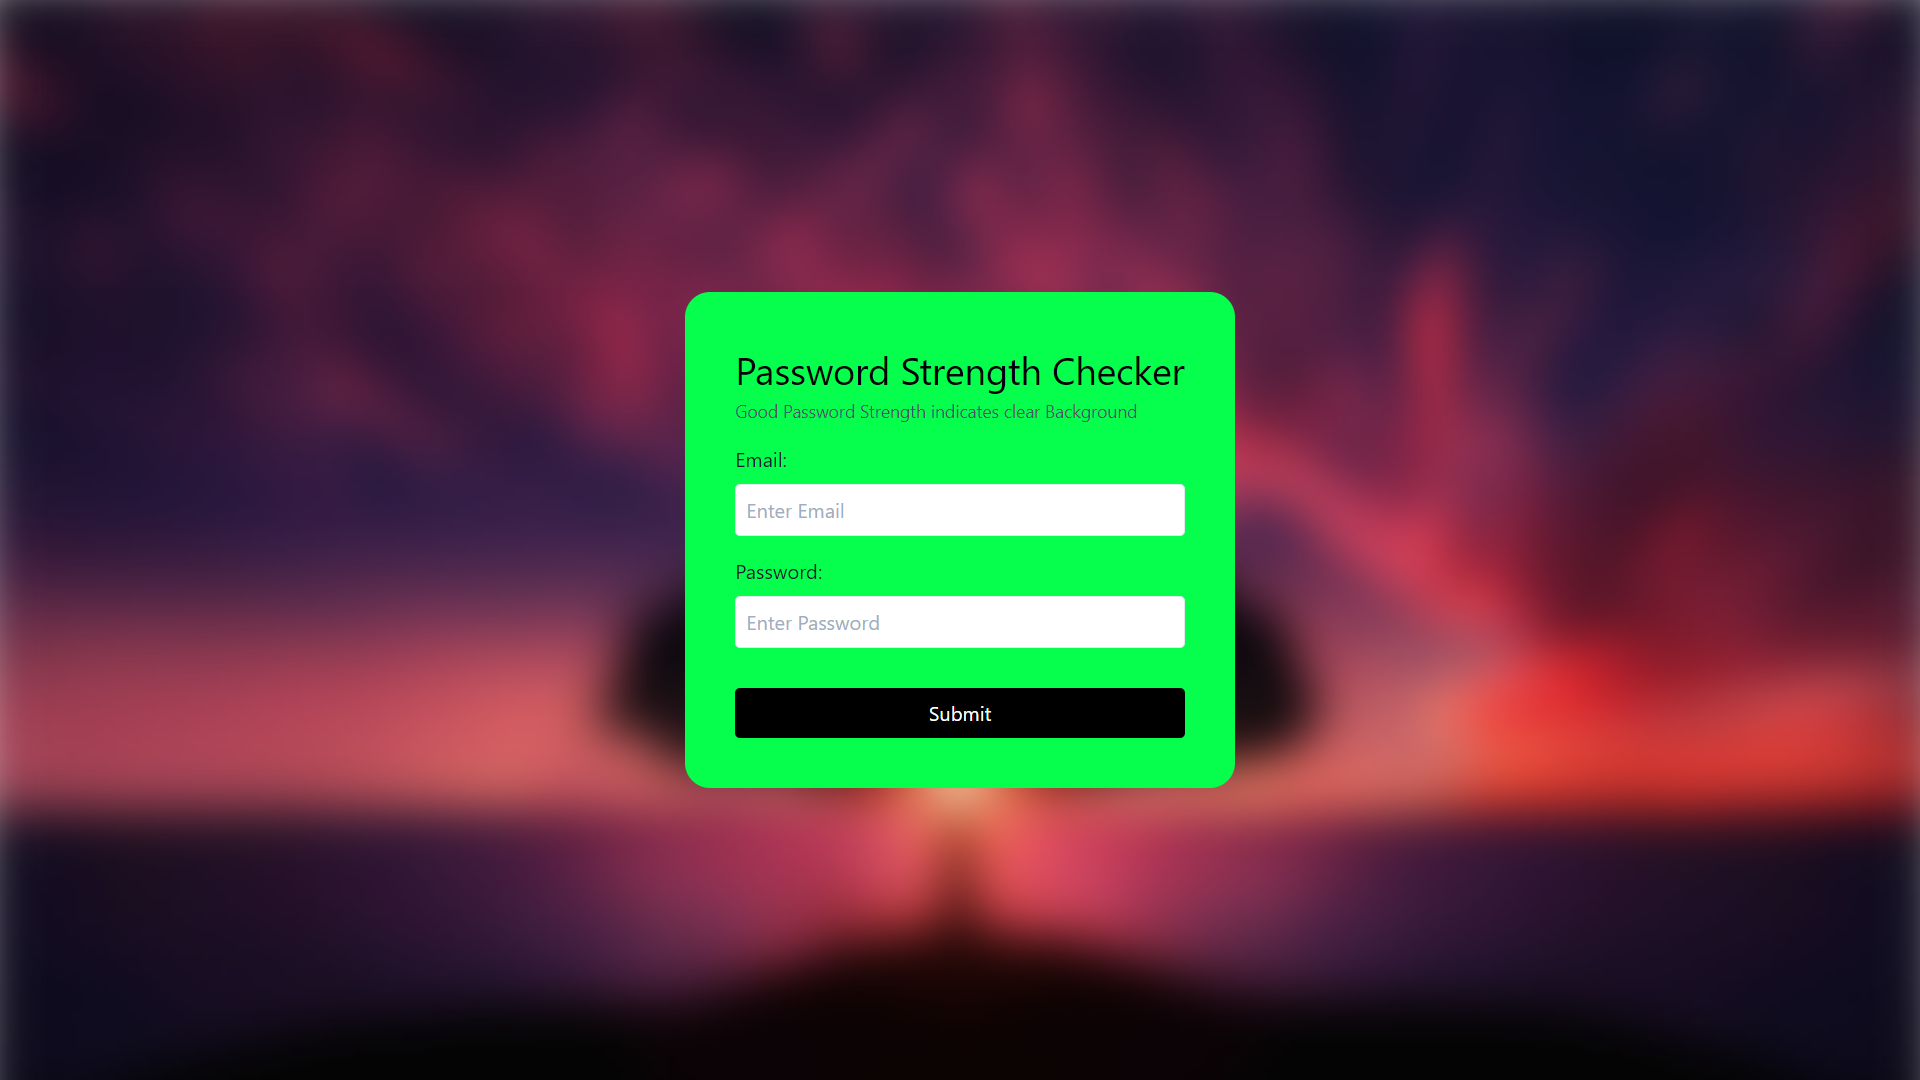 Password Strength Checker
Good Password Strength indicates clear Background
Email:
Enter Email
Password:
Enter Password
Submit